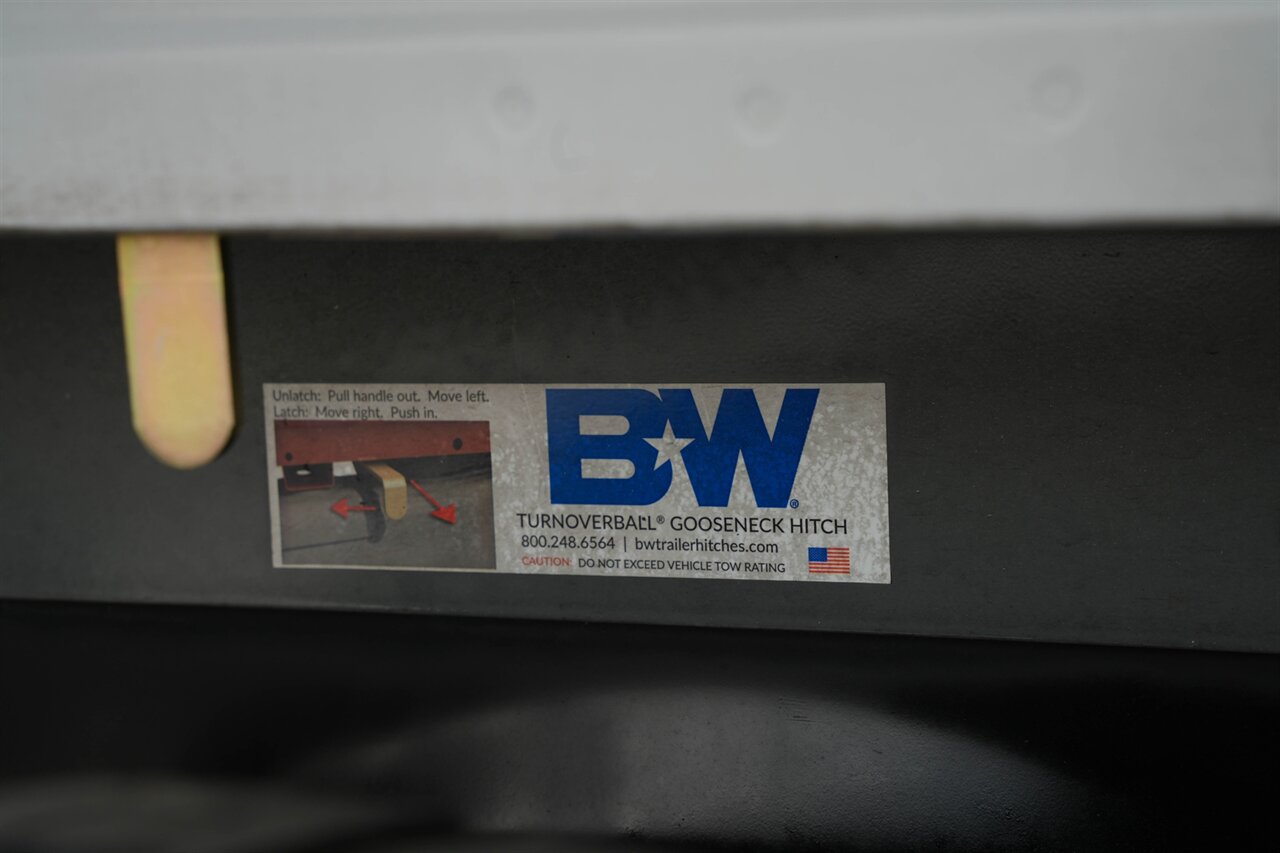 Unlatch: Pull handle out. Move left.
Latch: Move right. Push in.
B★W®
TURNOVERBALL® GOOSENECK HITCH
800.248.6564 | bwtrailerhitches.com
CAUTION: DO NOT EXCEED VEHICLE TOW RATING